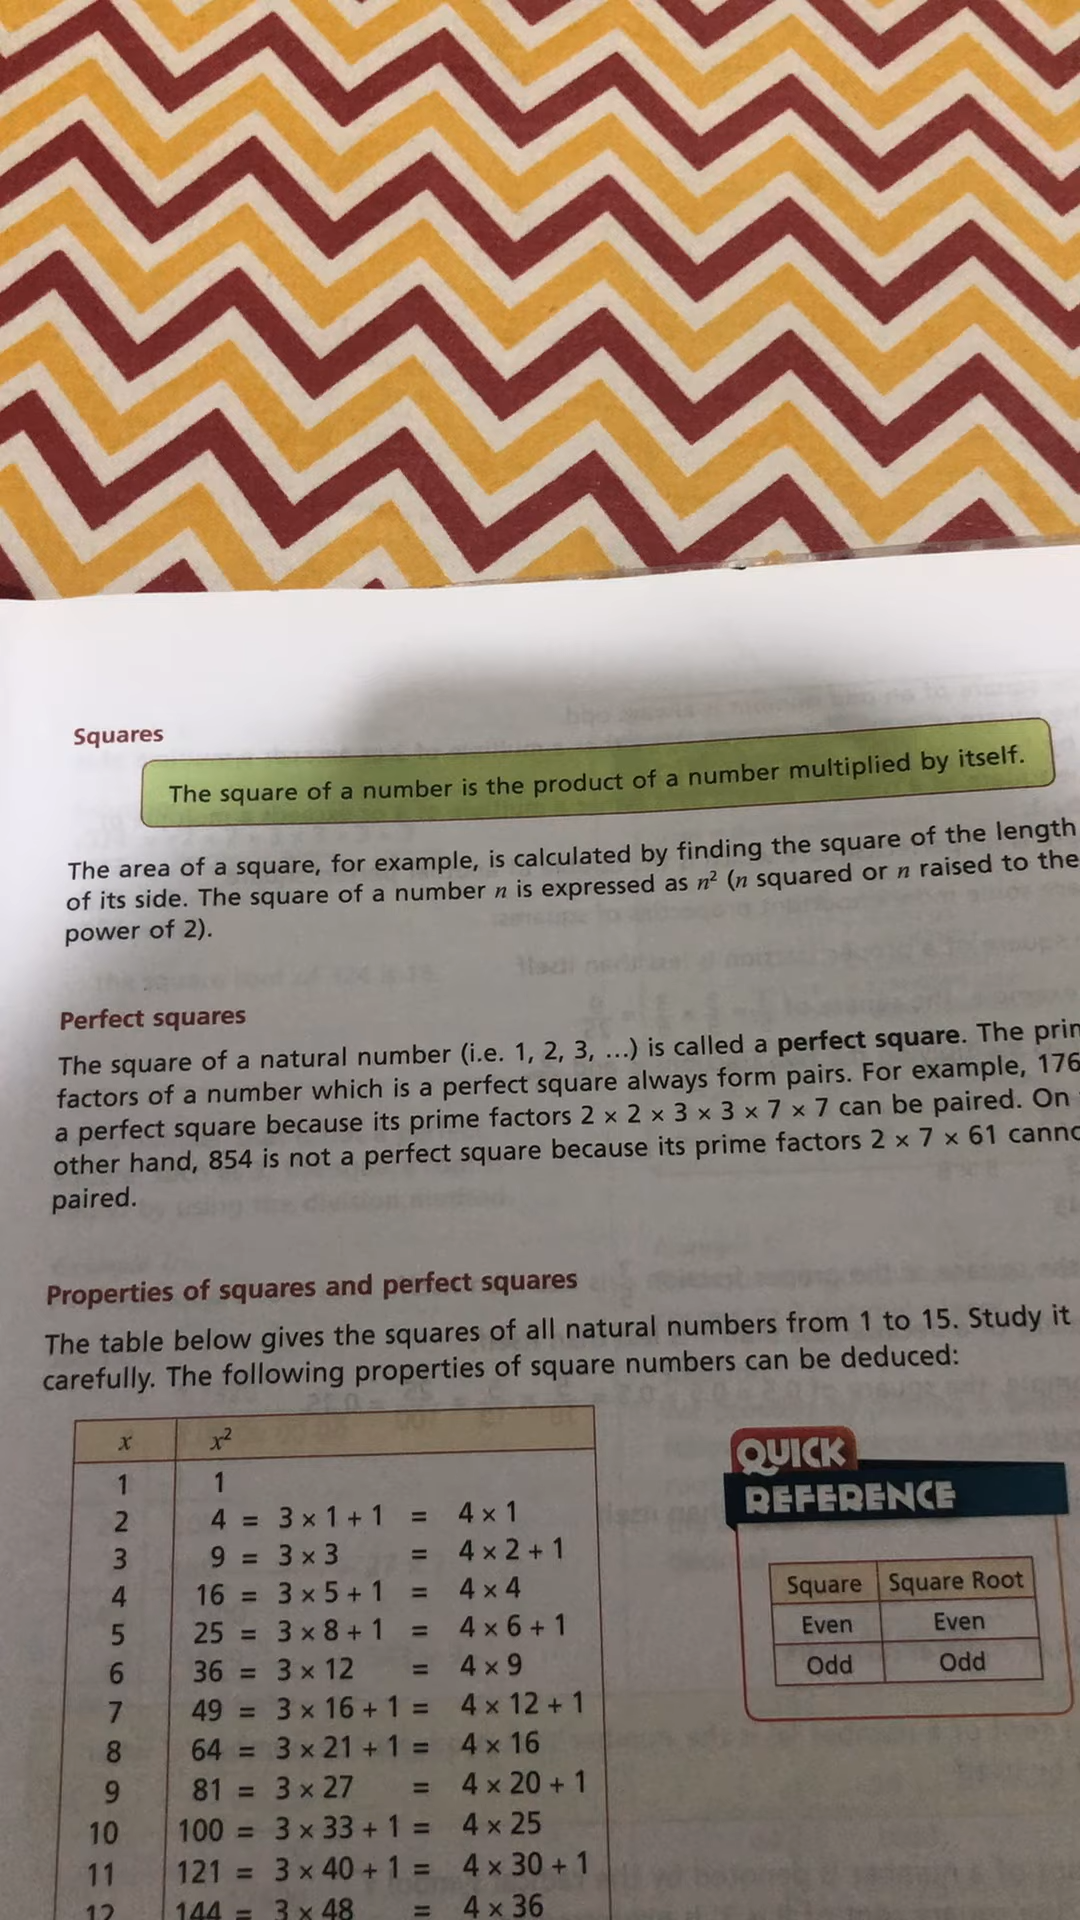 Squares
The square of a number is the product of a number multiplied by itself.
The area of a square, for example, is calculated by finding the square of the length
of its side. The square of a number n is expressed as n² (n squared or n raised to the
power of 2).
Perfect squares
The square of a natural number (i.e. 1, 2, 3, ...) is called a perfect square. The
factors of a number which is a perfect square always form pairs. For example, 176
a perfect square because its prime factors 2 × 2 × 3 × 3 × 7 × 7 can be paired. On
other hand, 854 is not a perfect square because its prime factors 2 × 7 × 61
paired.
Properties of squares and perfect squares
The table below gives the squares of all natural numbers from 1 to 15. Study it
carefully. The following properties of square numbers can be deduced:
x x²
1 1
2 4 = 3 × 1 + 1 = 4 × 1
3 9 = 3 × 3 = 4 × 2 + 1
4 16 = 3 × 5 + 1 = 4 × 4
5 25 = 3 × 8 + 1 = 4 × 6 + 1
6 36 = 3 × 12 = 4 × 9
7 49 = 3 × 16 + 1 = 4 × 12 + 1
8 64 = 3 × 21 + 1 = 4 × 16
9 81 = 3 × 27 = 4 × 20 + 1
10 100 = 3 × 33 + 1 = 4 × 25
11 121 = 3 × 40 + 1 = 4 × 30 + 1
12 144 = 3 × 48 = 4 × 36
QUICK
REFERENCE
Square Square Root
Even Even
Odd Odd